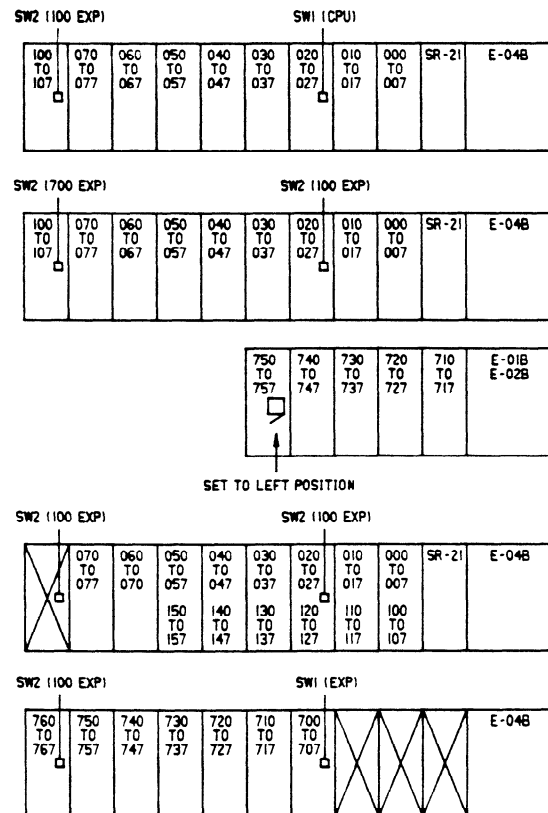 SW2 (100 EXP) SW1 (CPU)
100 070 060 050 040 030 020 010 000 SR-21 E-04B
TO TO TO TO TO TO TO TO TO
107 077 067 057 047 037 027 017 007
SW2 (700 EXP) SW2 (100 EXP)
100 070 060 050 040 030 020 010 000 SR-21 E-04B
TO TO TO TO TO TO TO TO TO
107 077 067 057 047 037 027 017 007
750 740 730 720 710 E-01B
TO TO TO TO TO E-02B
757 747 737 727 717
SET TO LEFT POSITION
SW2 (100 EXP) SW2 (100 EXP)
070 060 050 040 030 020 010 000 SR-21 E-04B
TO TO TO TO TO TO TO TO
077 070 057 047 037 027 017 007
150 140 130 120 110 100
TO TO TO TO TO TO
157 147 137 127 117 107
SW2 (100 EXP) SW1 (EXP)
760 750 740 730 720 710 700 E-04B
TO TO TO TO TO TO TO
767 757 747 737 727 717 707